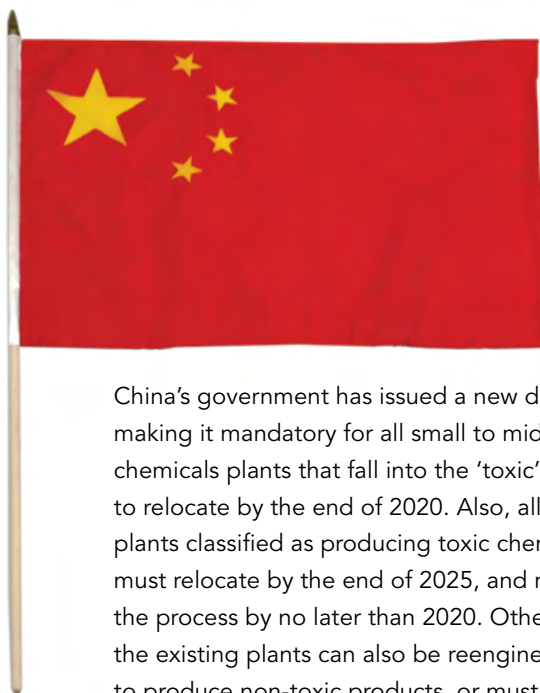 China’s government has issued a new
making it mandatory for all small to
chemicals plants that fall into the ‘toxic’
to relocate by the end of 2020. Also, all
plants classified as producing toxic
must relocate by the end of 2025, and
the process by no later than 2020.
the existing plants can also be
to produce non-toxic products, or must